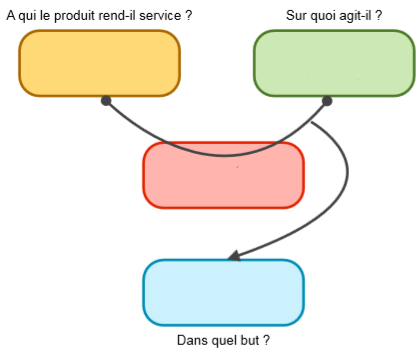 A qui le produit rend-il service ?
Sur quoi agit-il ?
Dans quel but ?